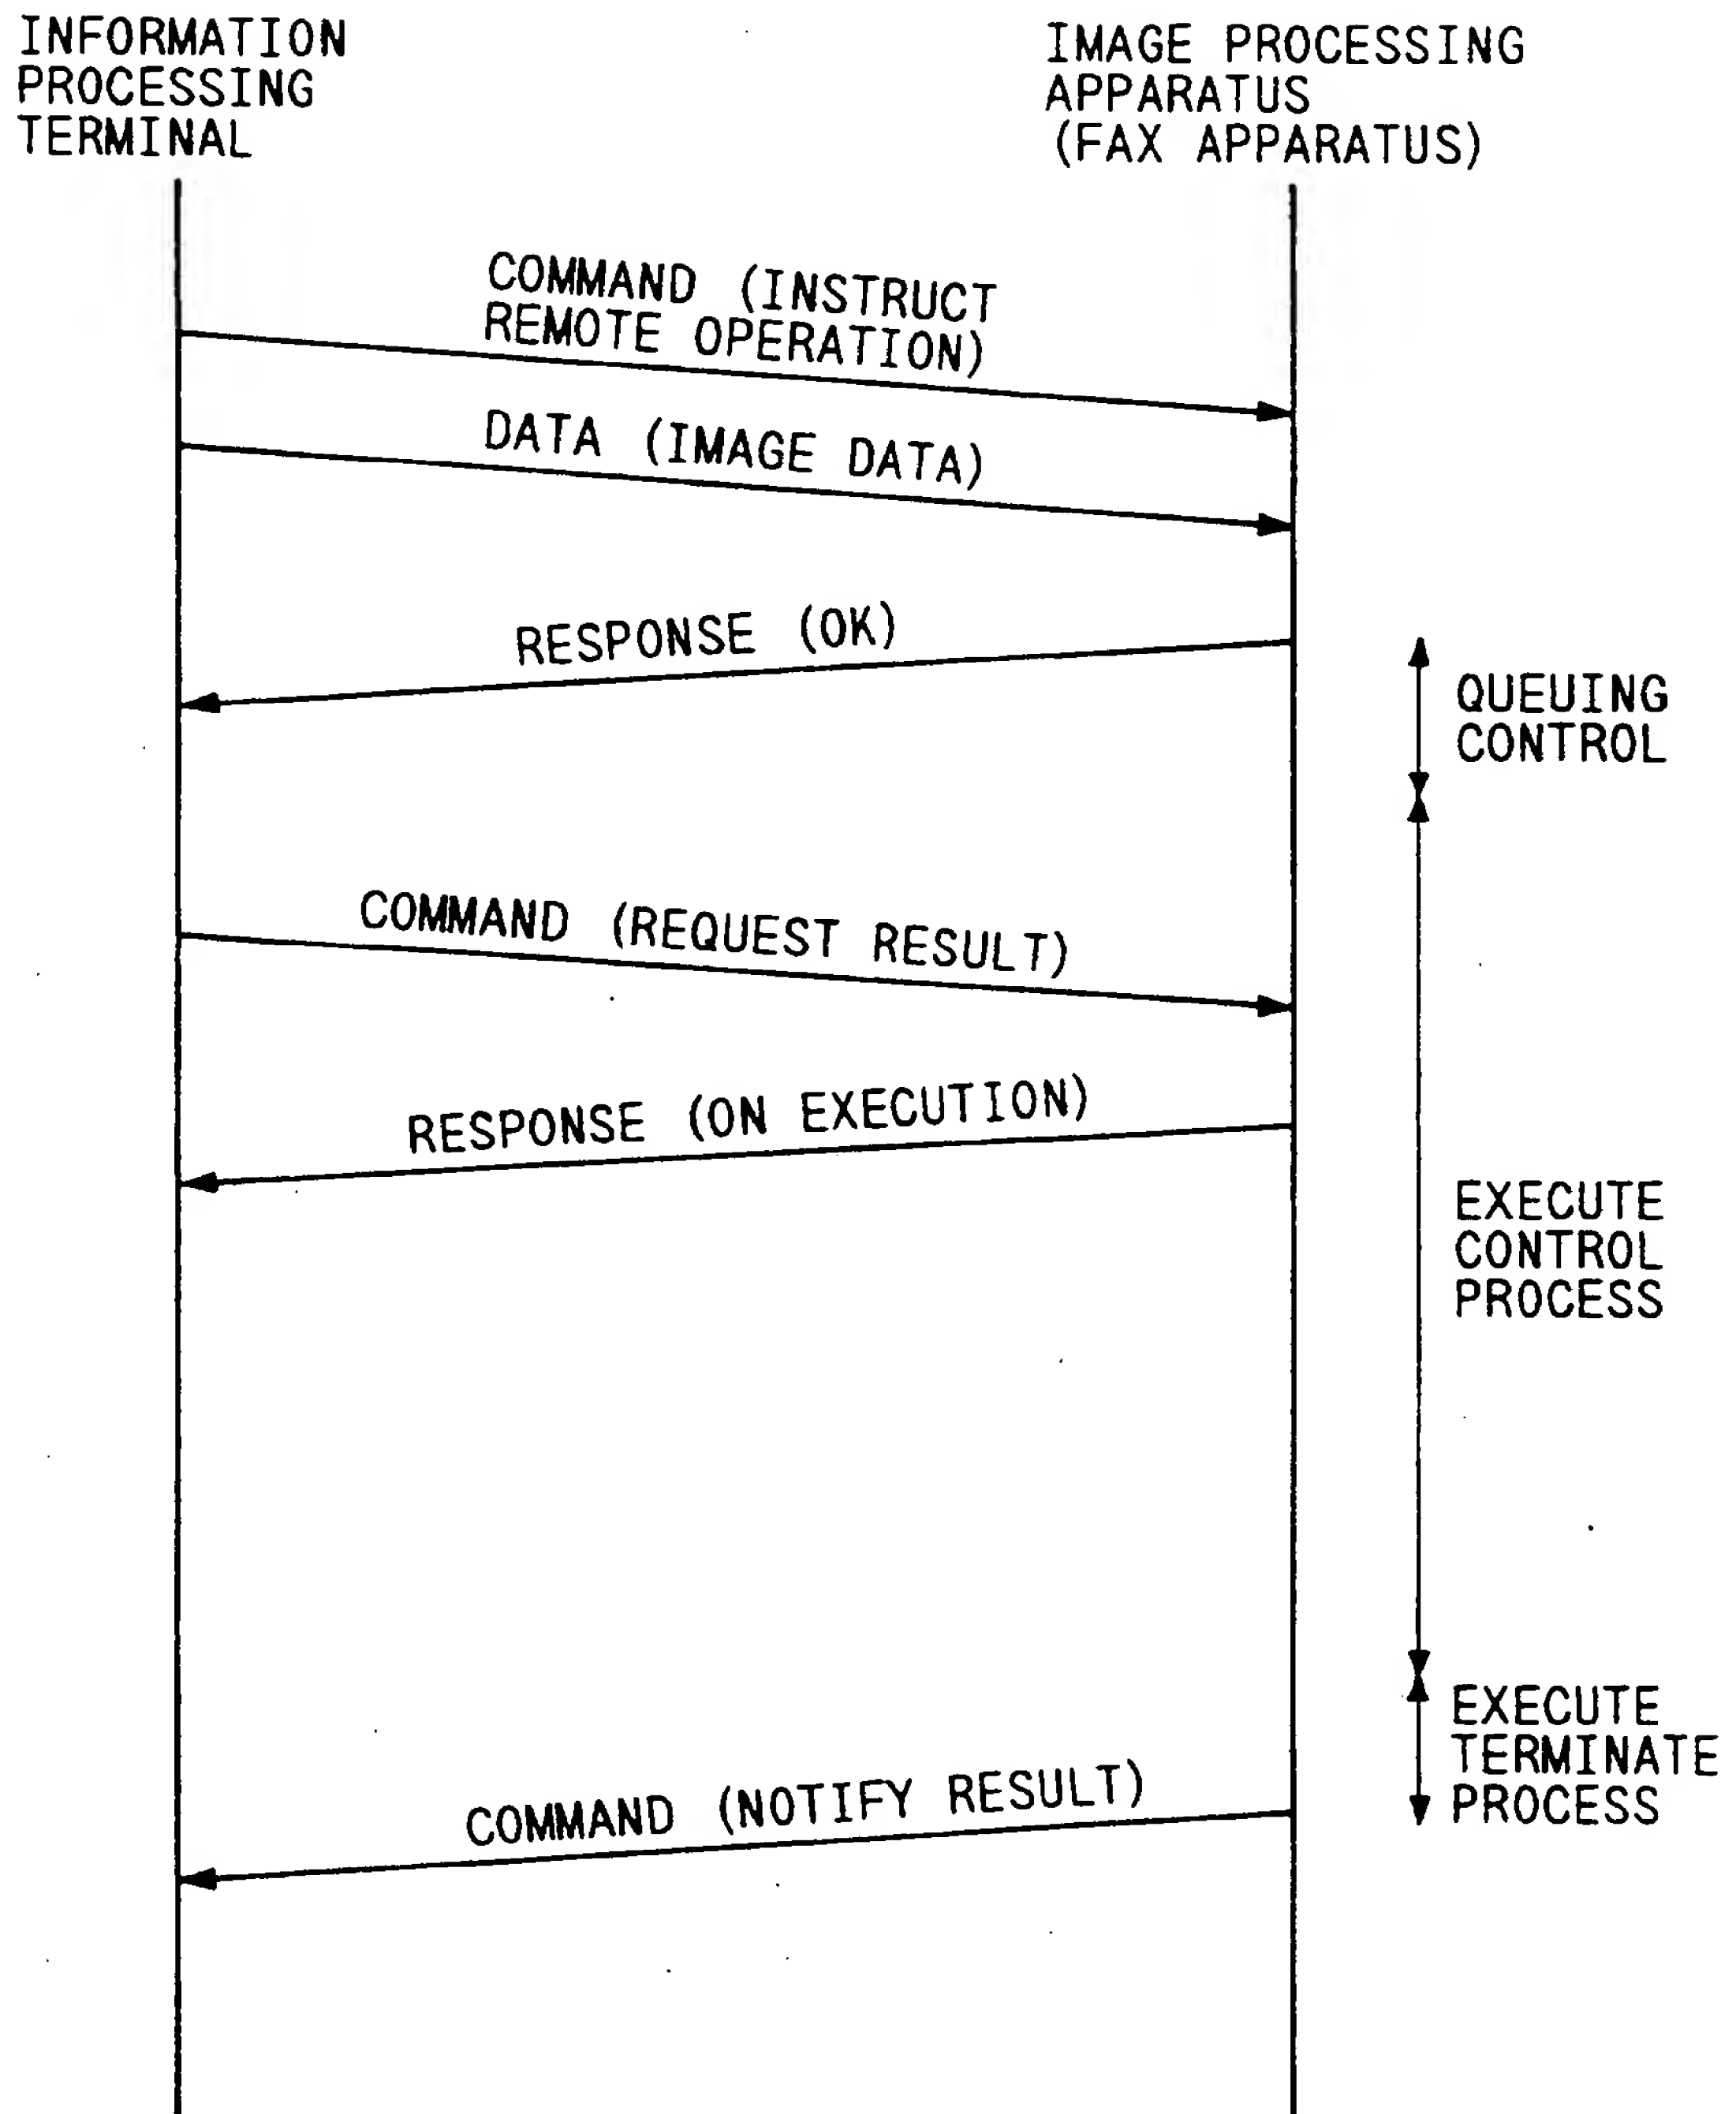 INFORMATION
PROCESSING
TERMINAL
IMAGE PROCESSING
APPARATUS
(FAX APPARATUS)
COMMAND (INSTRUCT
REMOTE OPERATION)
DATA (IMAGE DATA)
RESPONSE (OK)
QUEUING
CONTROL
COMMAND (REQUEST RESULT)
RESPONSE (ON EXECUTION)
EXECUTE
CONTROL
PROCESS
EXECUTE
TERMINATE
PROCESS
COMMAND (NOTIFY RESULT)